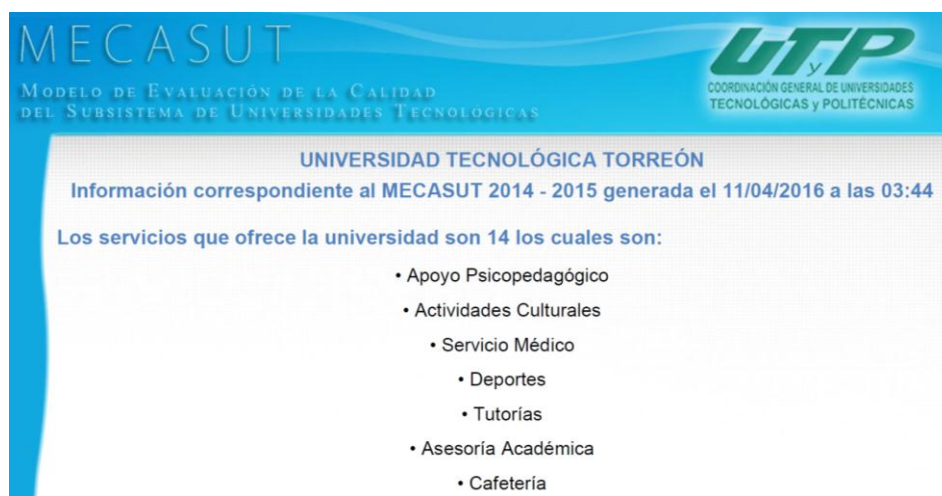 MECASUT
MODELO DE EVALUACIÓN DE LA CALIDAD
DEL SUBSISTEMA DE UNIVERSIDADES TECNOLÓGICAS
UTyP
COORDINACIÓN GENERAL DE UNIVERSIDADES
TECNOLÓGICAS y POLITÉCNICAS
UNIVERSIDAD TECNOLÓGICA TORREÓN
Información correspondiente al MECASUT 2014 - 2015 generada el 11/04/2016 a las 03:44
Los servicios que ofrece la universidad son 14 los cuales son:
• Apoyo Psicopedagógico
• Actividades Culturales
• Servicio Médico
• Deportes
• Tutorías
• Asesoría Académica
• Cafetería